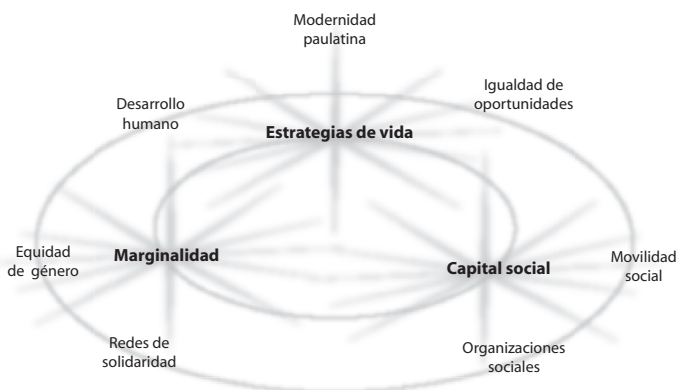 Modernidad
paulatina
Igualdad de
oportunidades
Desarrollo
humano
Estrategias de vida
Equidad
de género
Marginalidad
Capital social
Movilidad
social
Redes de
solidaridad
Organizaciones
sociales